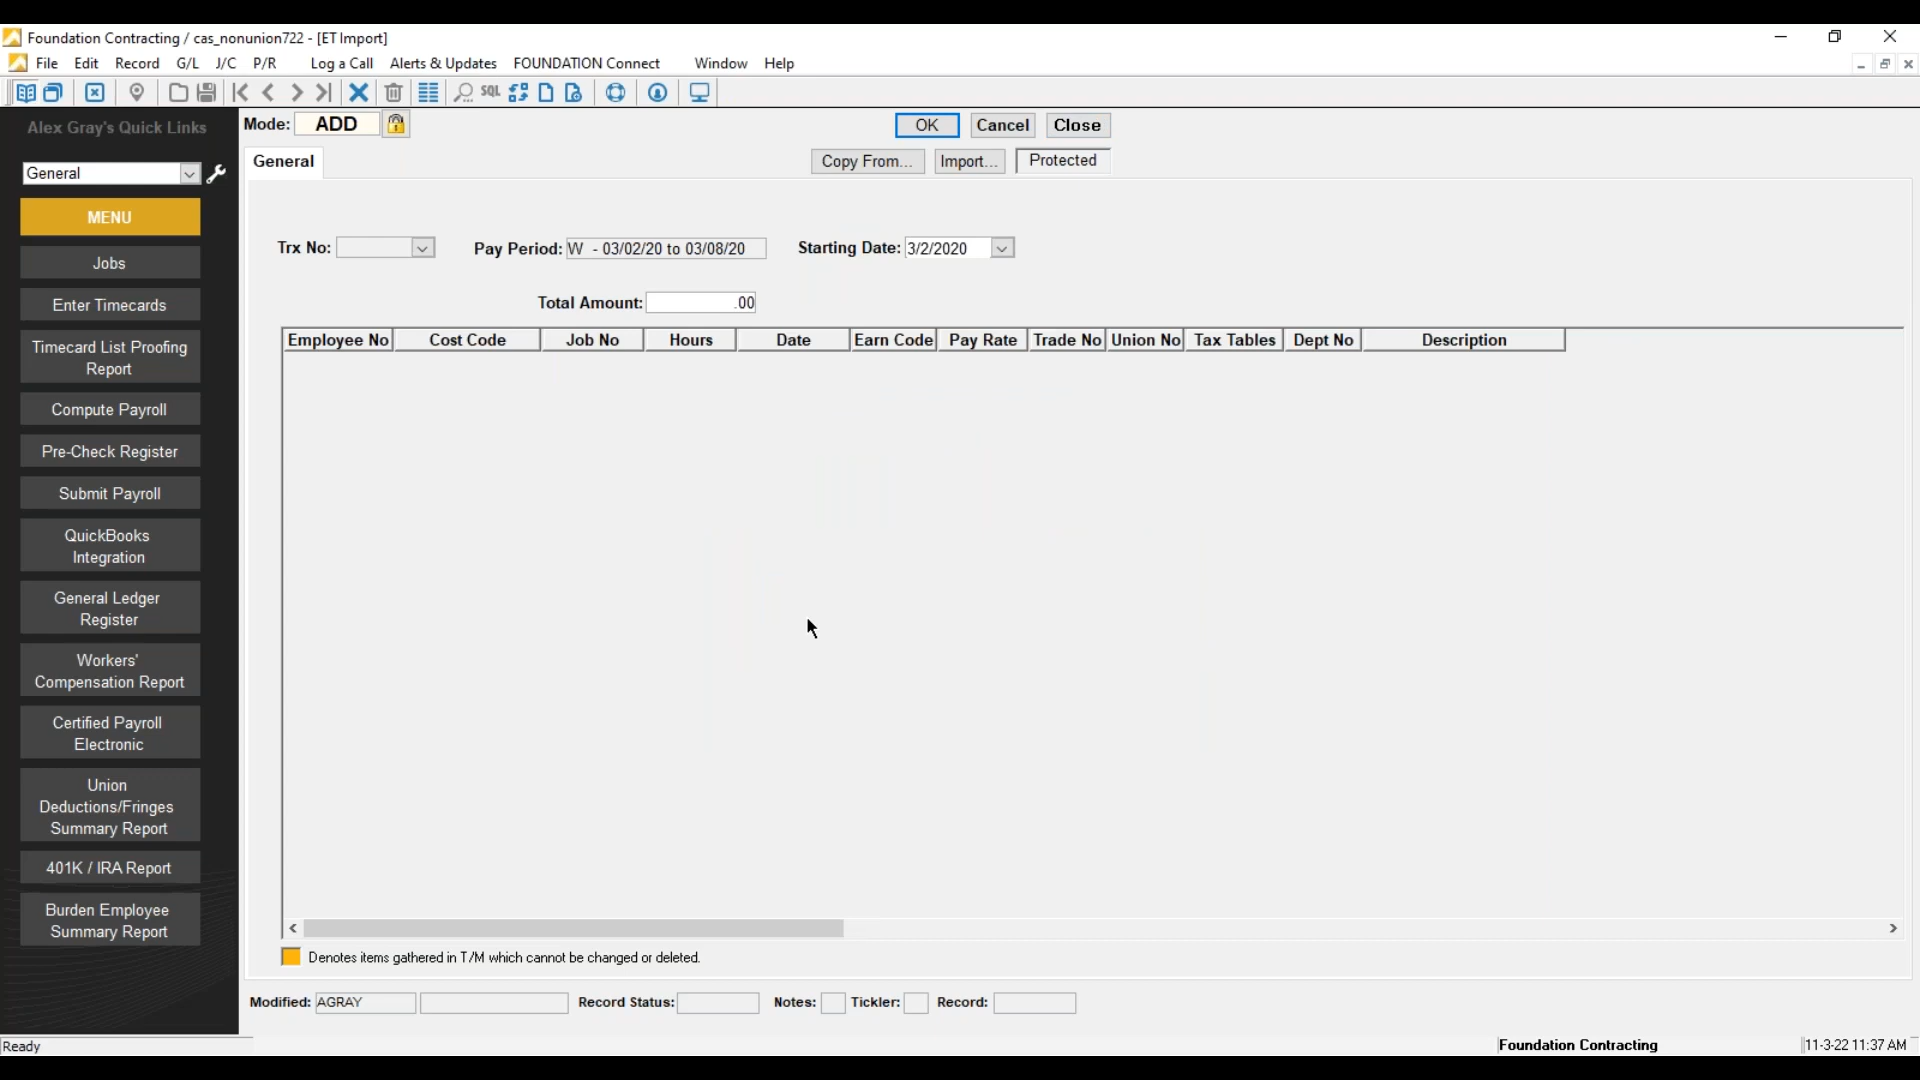 Foundation Contracting / cas_nonunion722 - [ET Import]
File Edit Record G/L J/C P/R Log a Call Alerts & Updates FOUNDATION Connect Window Help
SQL
Alex Gray's Quick Links
Mode: ADD OK Cancel Close
General
General Copy From... Import... Protected
MENU
Jobs
Enter Timecards
Timecard List Proofing
Report
Compute Payroll
Pre-Check Register
Submit Payroll
QuickBooks
Integration
General Ledger
Register
Workers'
Compensation Report
Certified Payroll
Electronic
Union
Deductions/Fringes
Summary Report
401K / IRA Report
Burden Employee
Summary Report
Trx No: Pay Period: W - 03/02/20 to 03/08/20 Starting Date: 3/2/2020
Total Amount: .00
Employee No Cost Code Job No Hours Date Earn Code Pay Rate Trade No Union No Tax Tables Dept No Description
Denotes items gathered in T/M which cannot be changed or deleted.
Modified: AGRAY Record Status: Notes: Tickler: Record:
Ready Foundation Contracting 11-3-22 11:37 AM